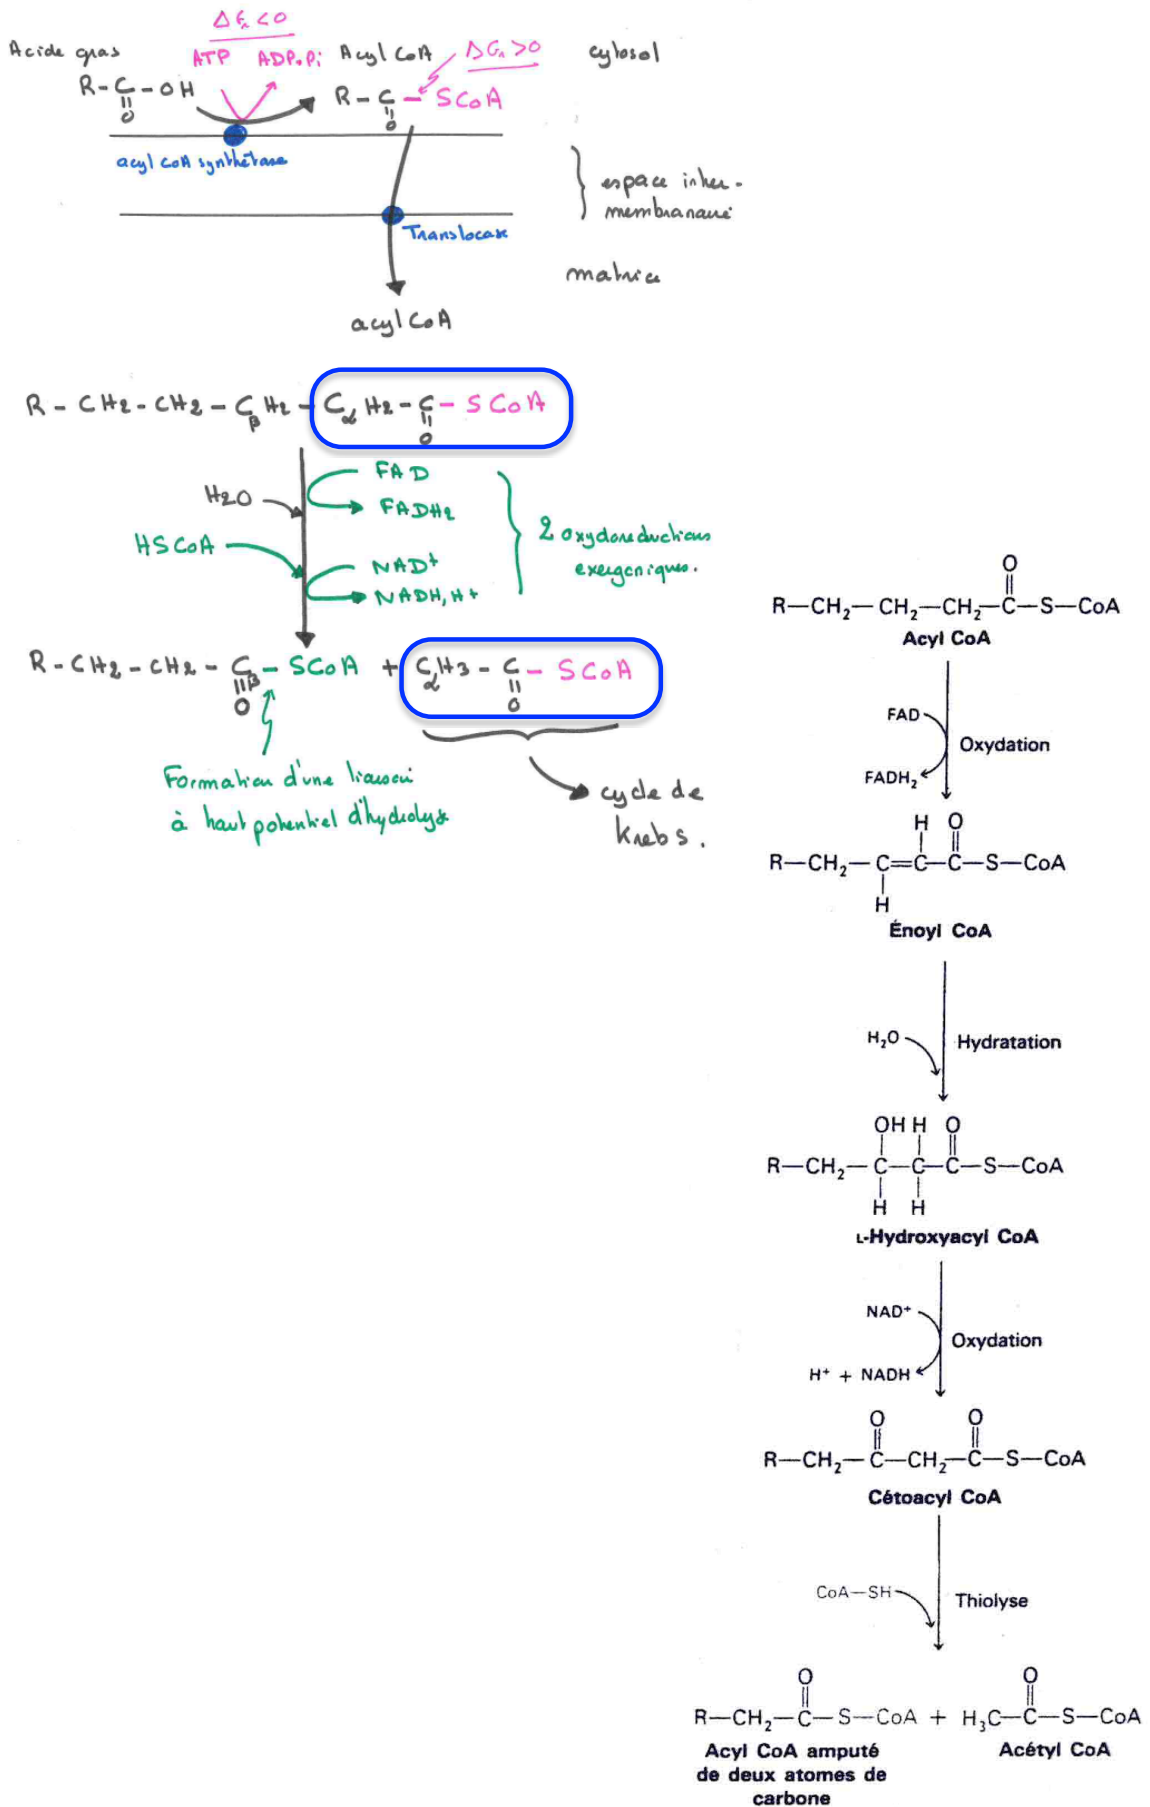 ΔGr < 0
Acide gras
ATP ADP+Pi
Acyl CoA
ΔGr > 0
cytosol
R-C-OH
O
R-C-SCoA
O
acyl CoA synthétase
espace inter-
membranaire
Translocase
matrice
acyl CoA
R-CH2-CH2-CβH2-CαH2-C-SCoA
O
FAD
H2O
FADH2
HSCoA
NAD+
NADH, H+
2 oxydoreductions
exergoniques.
R-CH2-CH2-Cβ-SCoA + CαH3-C-SCoA
O
O
Formation d'une liaison
à haut potentiel d'hydrolyse
cycle de
Krebs.
O
R—CH₂—CH₂—CH₂—C—S—CoA
Acyl CoA
FAD
Oxydation
FADH₂
H O
R—CH₂—C=C—C—S—CoA
H
Énoyl CoA
H₂O
Hydratation
OH H O
R—CH₂—C—C—C—S—CoA
H H
L-Hydroxyacyl CoA
NAD⁺
Oxydation
H⁺ + NADH
O O
R—CH₂—C—CH₂—C—S—CoA
Cétoacyl CoA
CoA—SH
Thiolyse
O O
R—CH₂—C—S—CoA + H₃C—C—S—CoA
Acyl CoA amputé
de deux atomes de
carbone
Acétyl CoA